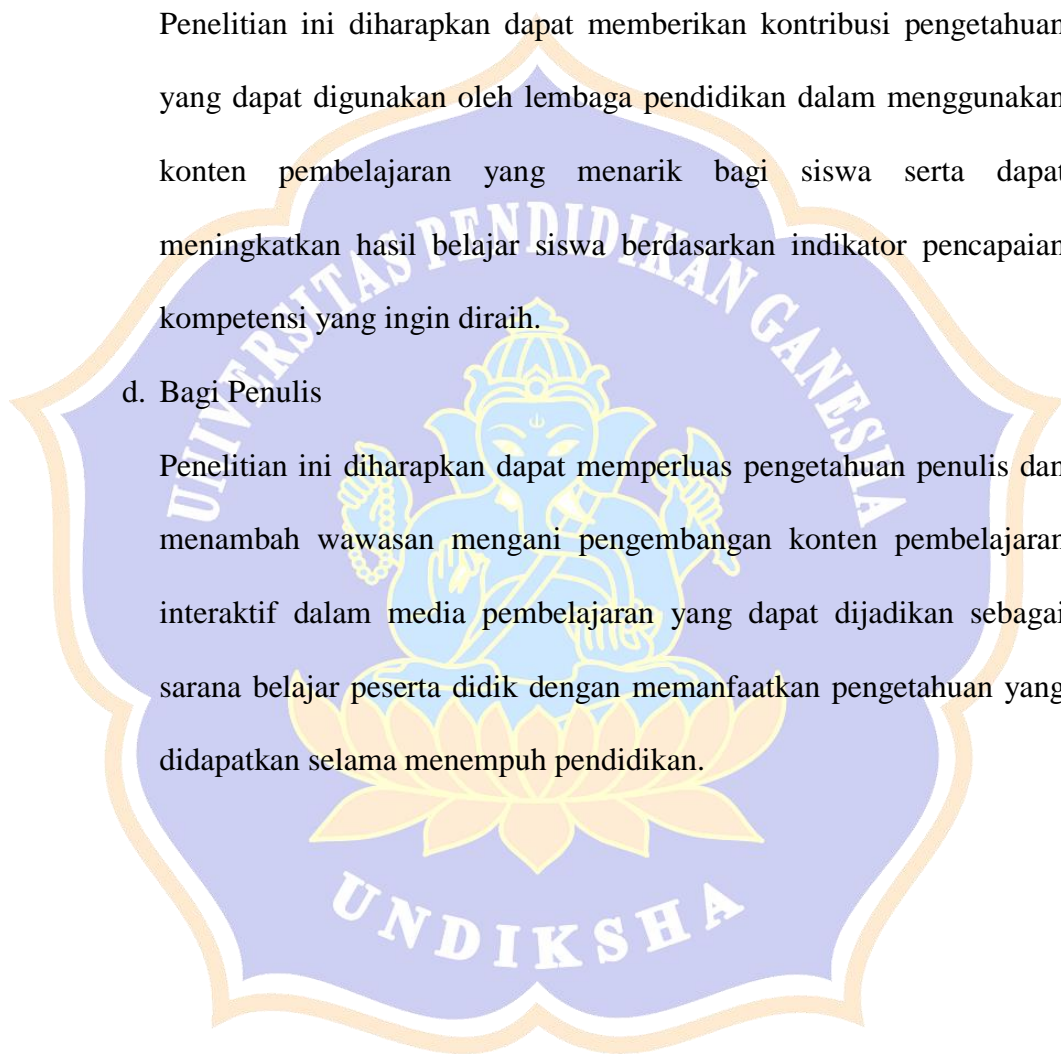 Penelitian ini diharapkan dapat memberikan kontribusi pengetahuan
yang dapat digunakan oleh lembaga pendidikan dalam menggunakan
konten pembelajaran yang menarik bagi siswa serta dapat
meningkatkan hasil belajar siswa berdasarkan indikator pencapaian
kompetensi yang ingin diraih.
d. Bagi Penulis
Penelitian ini diharapkan dapat memperluas pengetahuan penulis dan
menambah wawasan mengani pengembangan konten pembelajaran
interaktif dalam media pembelajaran yang dapat dijadikan sebagai
sarana belajar peserta didik dengan memanfaatkan pengetahuan yang
didapatkan selama menempuh pendidikan.
UNIVERSITAS PENDIDIKAN GANESHA
UNDIKSHA